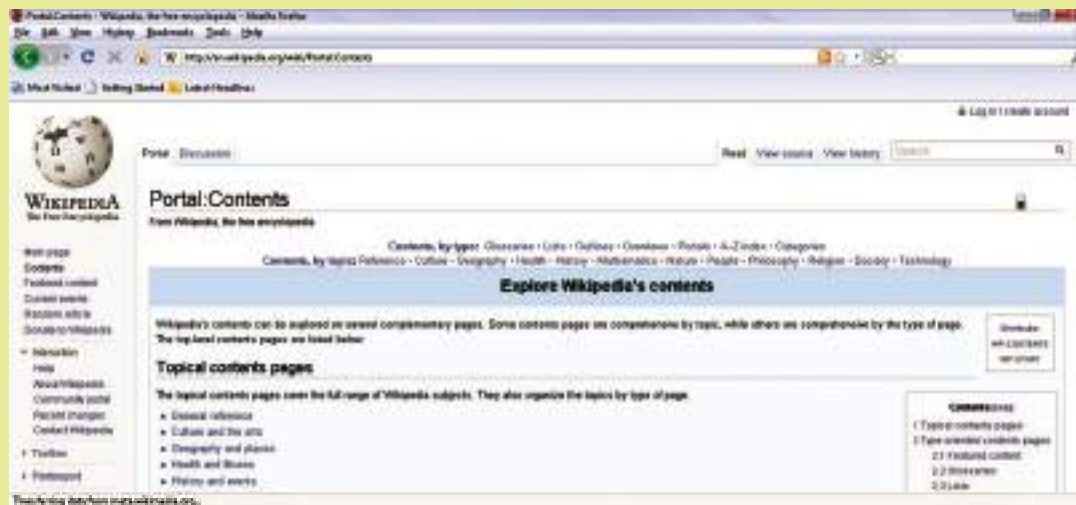 Portal:Contents - Wikipedia, the free encyclopedia - Mozilla Firefox
File Edit View History Bookmarks Tools Help
http://en.wikipedia.org/wiki/Portal:Contents
Most Visited Getting Started Latest Headlines
Log in / create account
Portal Discussion Read View source View history Search
WIKIPEDIA
The Free Encyclopedia
Portal:Contents
From Wikipedia, the free encyclopedia
Main page
Contents
Featured content
Current events
Random article
Donate to Wikipedia
Interaction
Help
About Wikipedia
Community portal
Recent changes
Contact Wikipedia
Toolbox
Contents, by type: Glossaries · Lists · Outlines · Overviews · Portals · A–Z index · Categories
Contents, by topic: Reference · Culture · Geography · Health · History · Mathematics · Nature · People · Philosophy · Religion · Society · Technology
Explore Wikipedia's contents
Wikipedia's contents can be explored on several complementary pages. Some contents pages are comprehensive by topic, while others are comprehensive by the type of page.
The top-level contents pages are listed below
Shortcuts
Topical contents pages
The topical contents pages cover the full range of Wikipedia subjects. They also organize the topics by type of page.
General reference
Culture and the arts
Geography and places
Health and fitness
History and events
Contents
1 Topical contents pages
2 Type oriented contents pages
2.1 Featured content
2.2 Glossaries
2.3 Lists